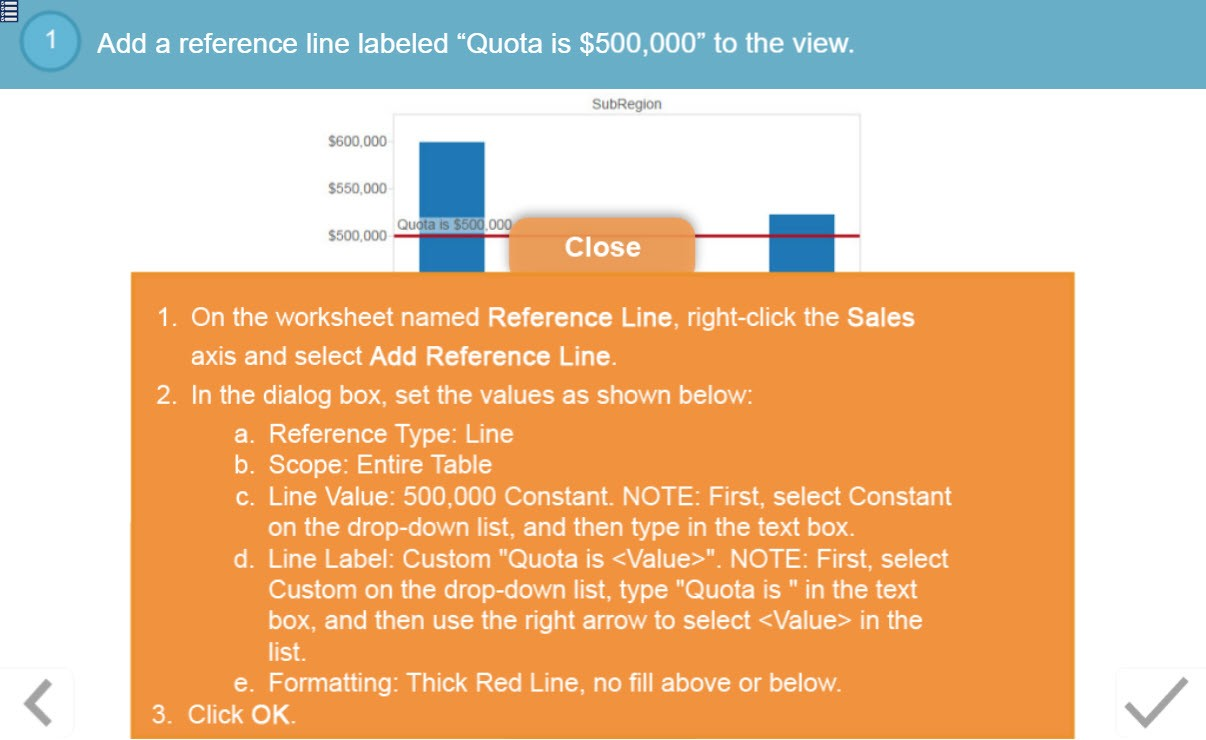 1 Add a reference line labeled “Quota is $500,000” to the view.
SubRegion
$600,000
$550,000
Quota is $500,000
$500,000
Close
1. On the worksheet named Reference Line, right-click the Sales
axis and select Add Reference Line.
2. In the dialog box, set the values as shown below:
a. Reference Type: Line
b. Scope: Entire Table
c. Line Value: 500,000 Constant. NOTE: First, select Constant
on the drop-down list, and then type in the text box.
d. Line Label: Custom "Quota is <Value>". NOTE: First, select
Custom on the drop-down list, type "Quota is " in the text
box, and then use the right arrow to select <Value> in the
list.
e. Formatting: Thick Red Line, no fill above or below.
3. Click OK.